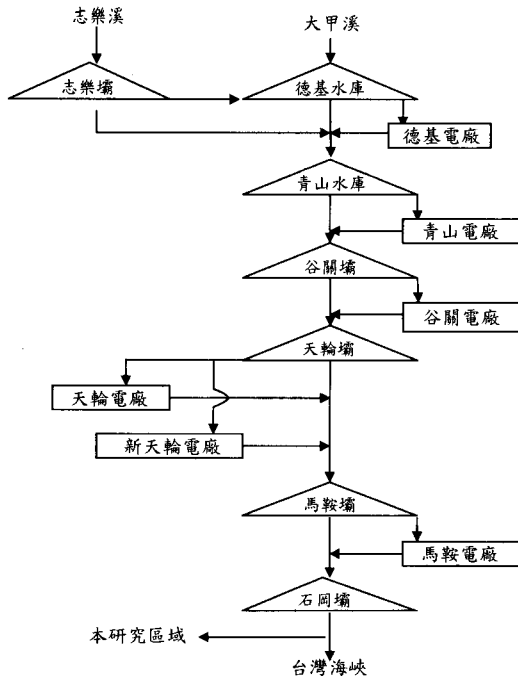 志樂溪
大甲溪
志樂壩
德基水庫
德基電廠
青山水庫
青山電廠
谷關壩
谷關電廠
天輪壩
天輪電廠
新天輪電廠
馬鞍壩
馬鞍電廠
石岡壩
本研究區域
台灣海峽